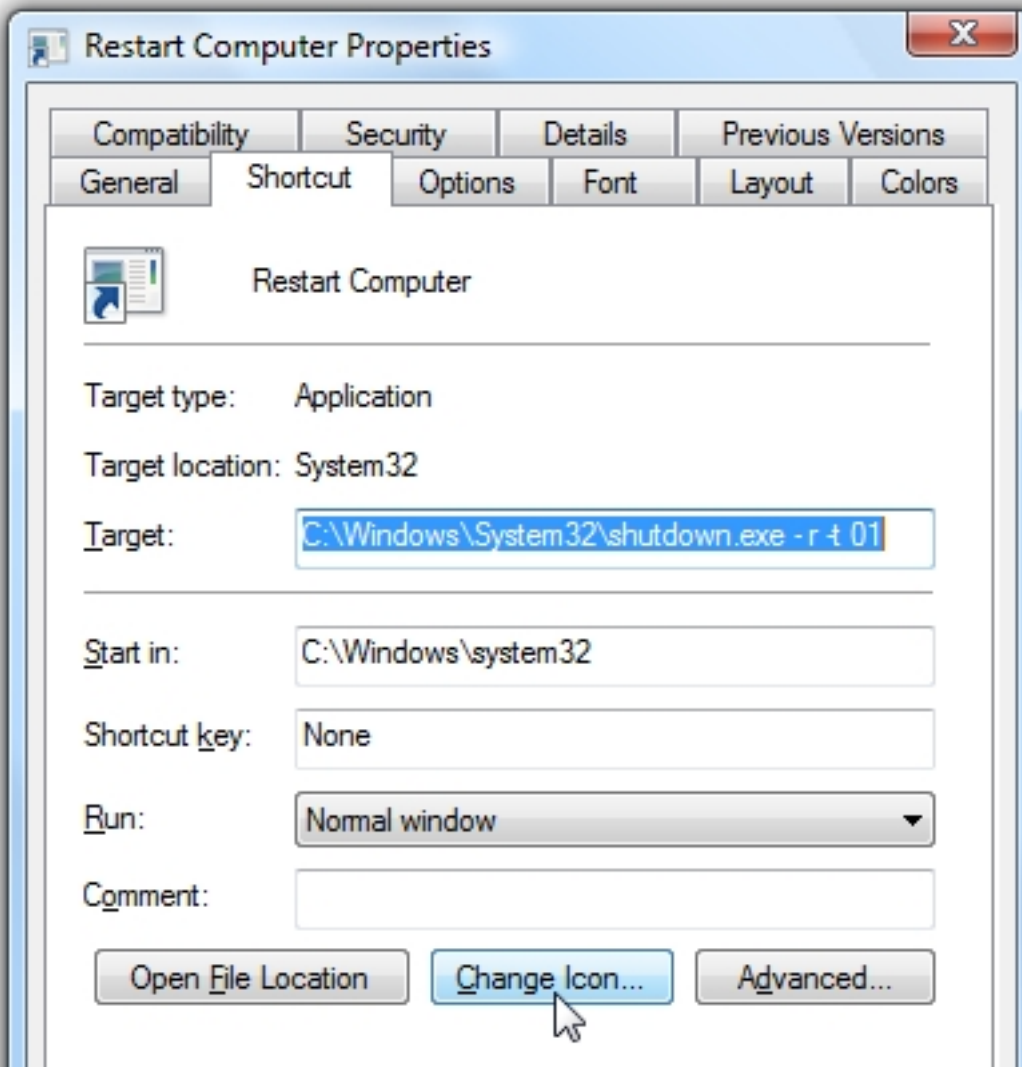 Restart Computer Properties
Compatibility Security Details Previous Versions
General Shortcut Options Font Layout Colors
Restart Computer
Target type: Application
Target location: System32
Target: C:\Windows\System32\shutdown.exe -r -t 01
Start in: C:\Windows\system32
Shortcut key: None
Run: Normal window
Comment:
Open File Location Change Icon... Advanced...